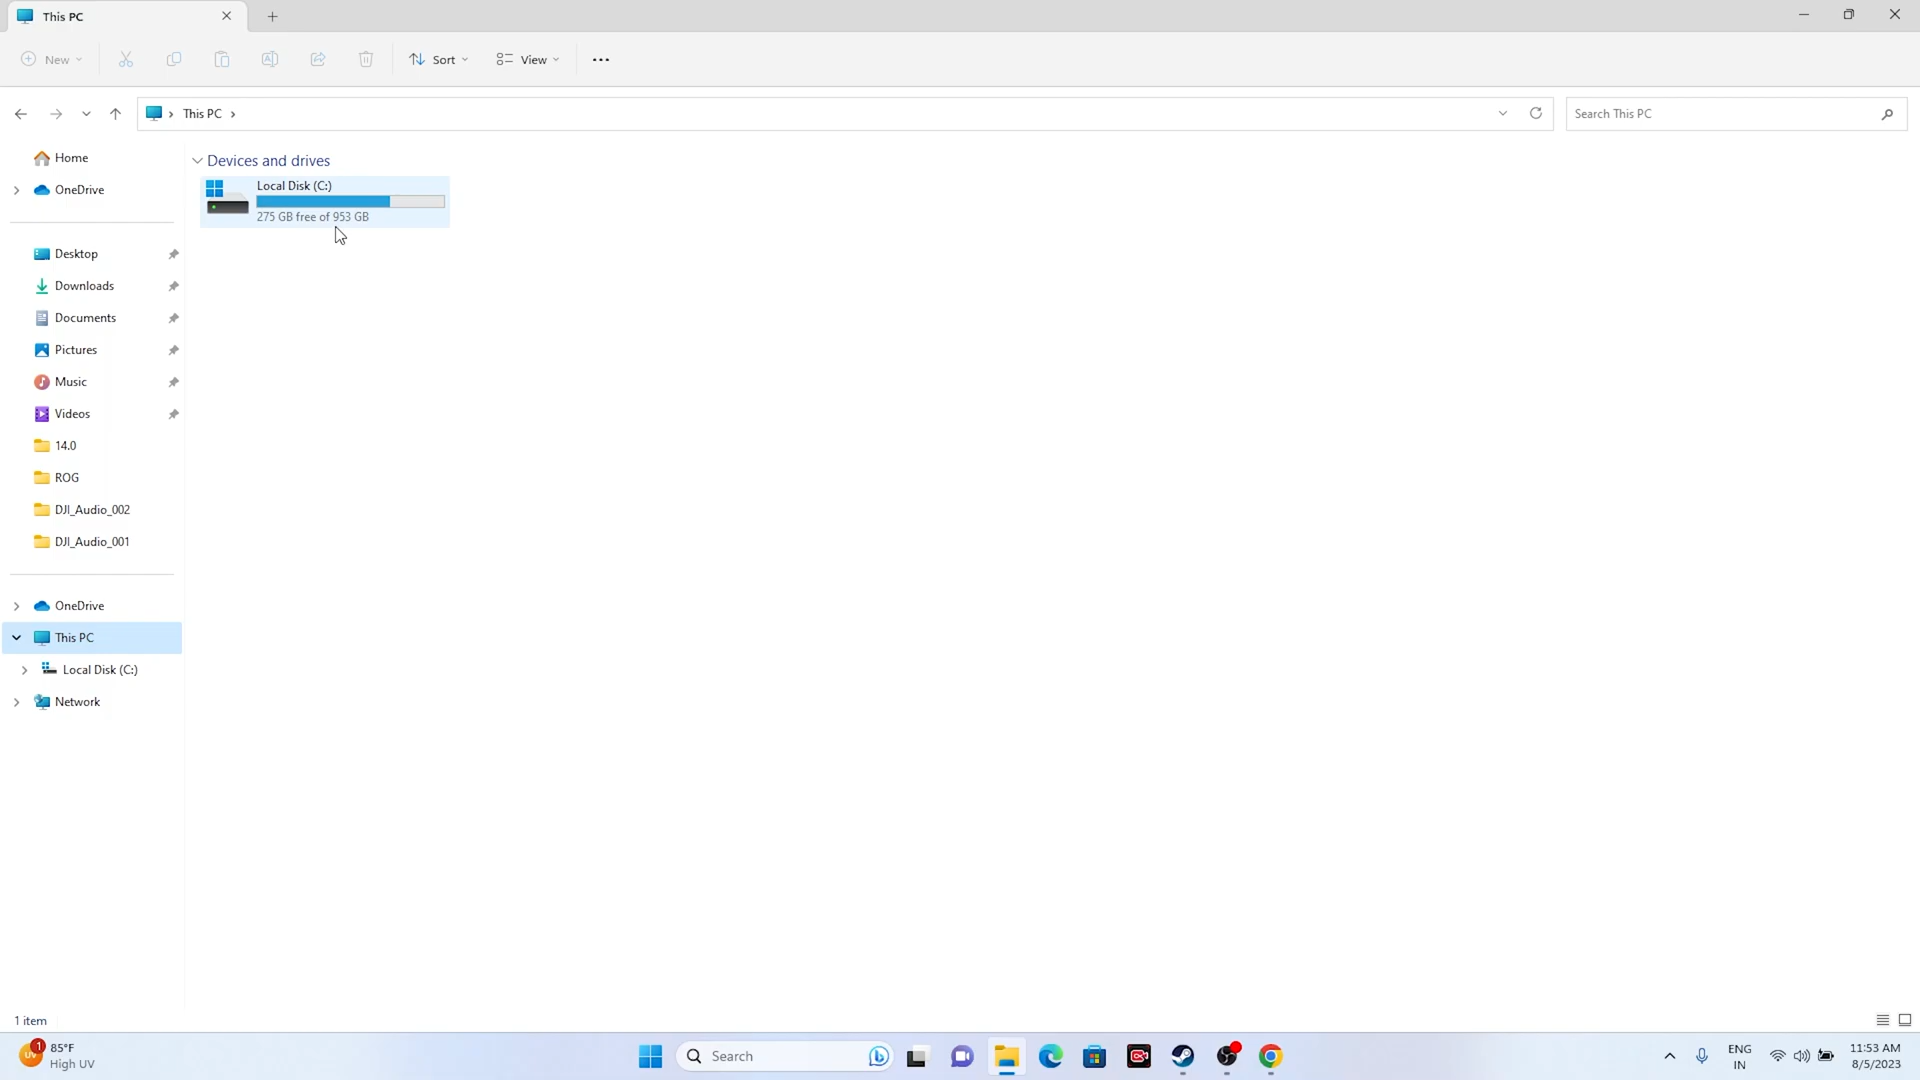 This PC
New
Sort
View
This PC
Search This PC
Home
OneDrive
Desktop
Downloads
Documents
Pictures
Music
Videos
14.0
ROG
DJI_Audio_002
DJI_Audio_001
OneDrive
This PC
Local Disk (C:)
Network
Devices and drives
Local Disk (C:)
275 GB free of 953 GB
1 item
UV
1
85°F
High UV
Search
ENG
IN
11:53 AM
8/5/2023